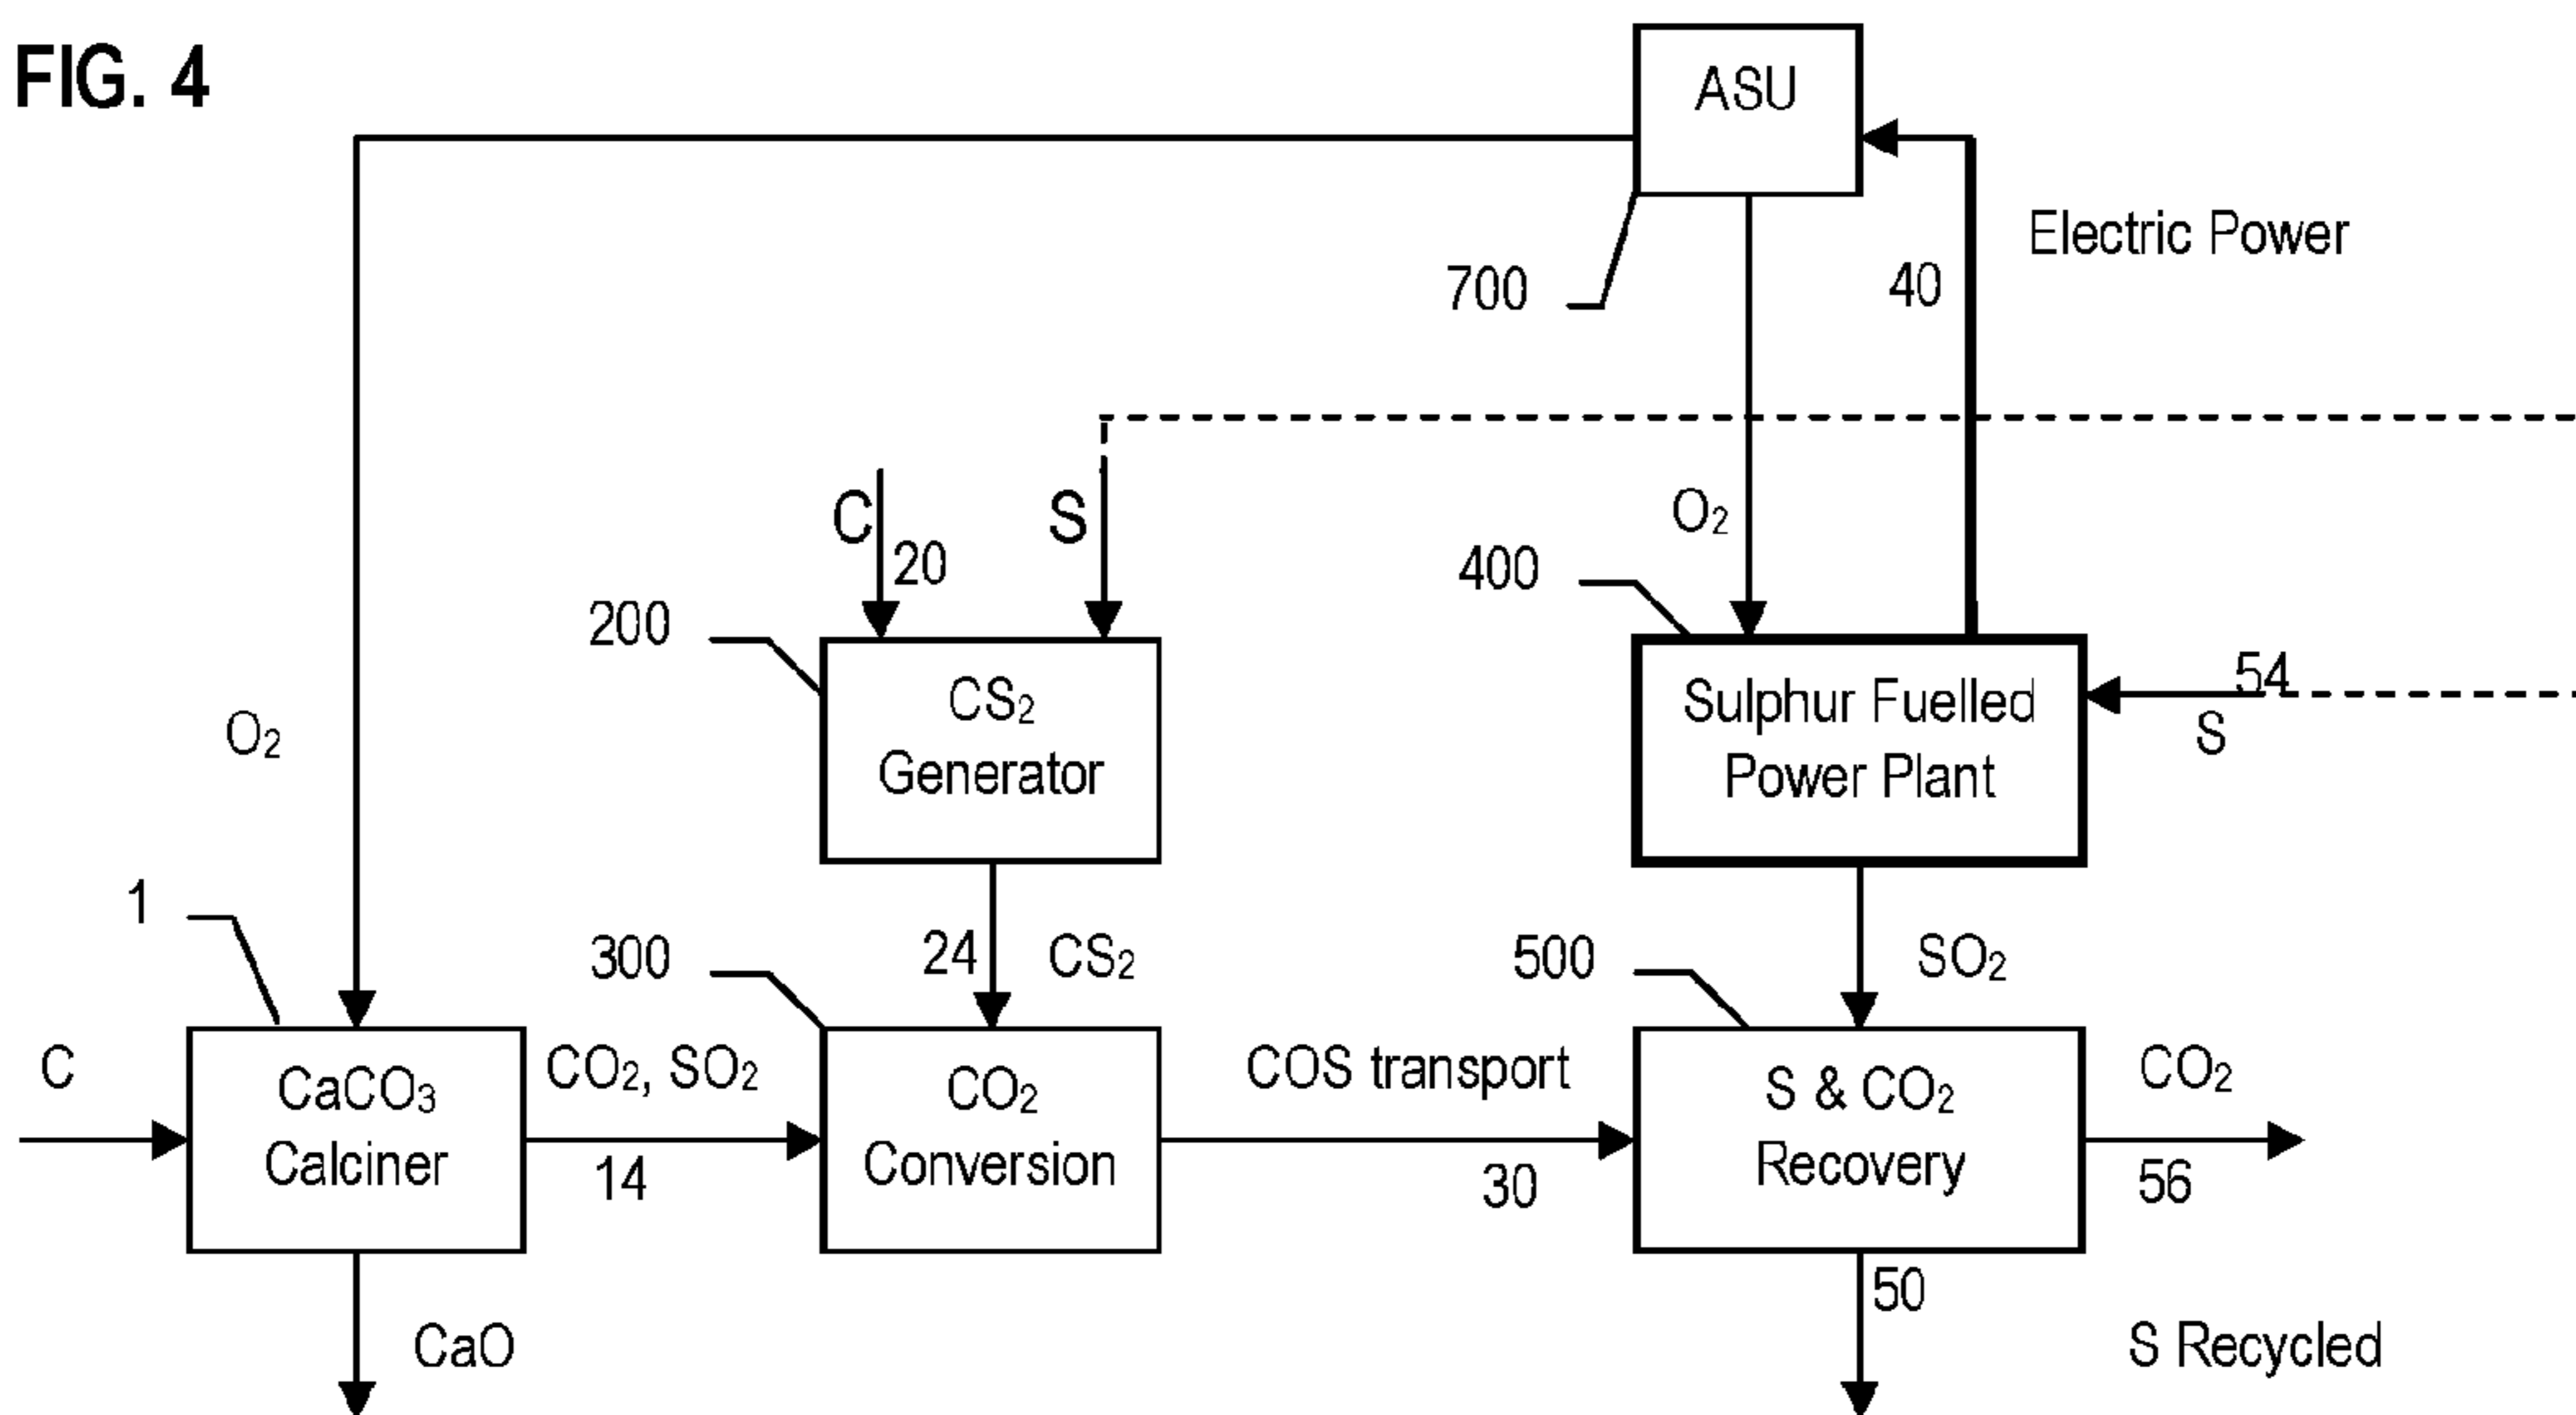 FIG. 4
ASU
Electric Power
700
40
C
20
S
O₂
400
200
CS₂
Generator
Sulphur Fuelled
Power Plant
54
S
O₂
1
300
24
CS₂
500
SO₂
C
CaCO₃
Calciner
CO₂, SO₂
14
CO₂
Conversion
COS transport
30
S & CO₂
Recovery
CO₂
56
50
CaO
S Recycled